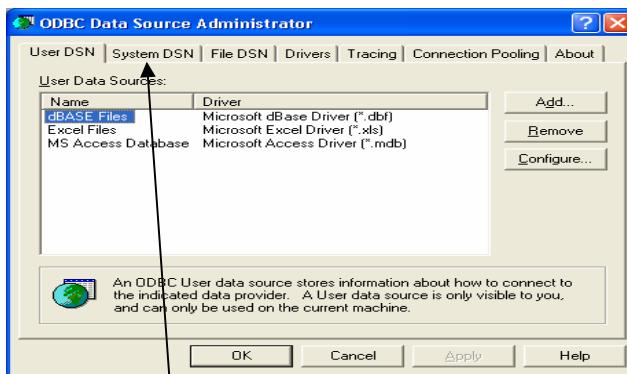 ODBC Data Source Administrator
User DSN System DSN File DSN Drivers Tracing Connection Pooling About
User Data Sources:
Name Driver
dBASE Files Microsoft dBase Driver (*.dbf)
Excel Files Microsoft Excel Driver (*.xls)
MS Access Database Microsoft Access Driver (*.mdb)
Add...
Remove
Configure...
An ODBC User data source stores information about how to connect to
the indicated data provider. A User data source is only visible to you,
and can only be used on the current machine.
OK Cancel Apply Help